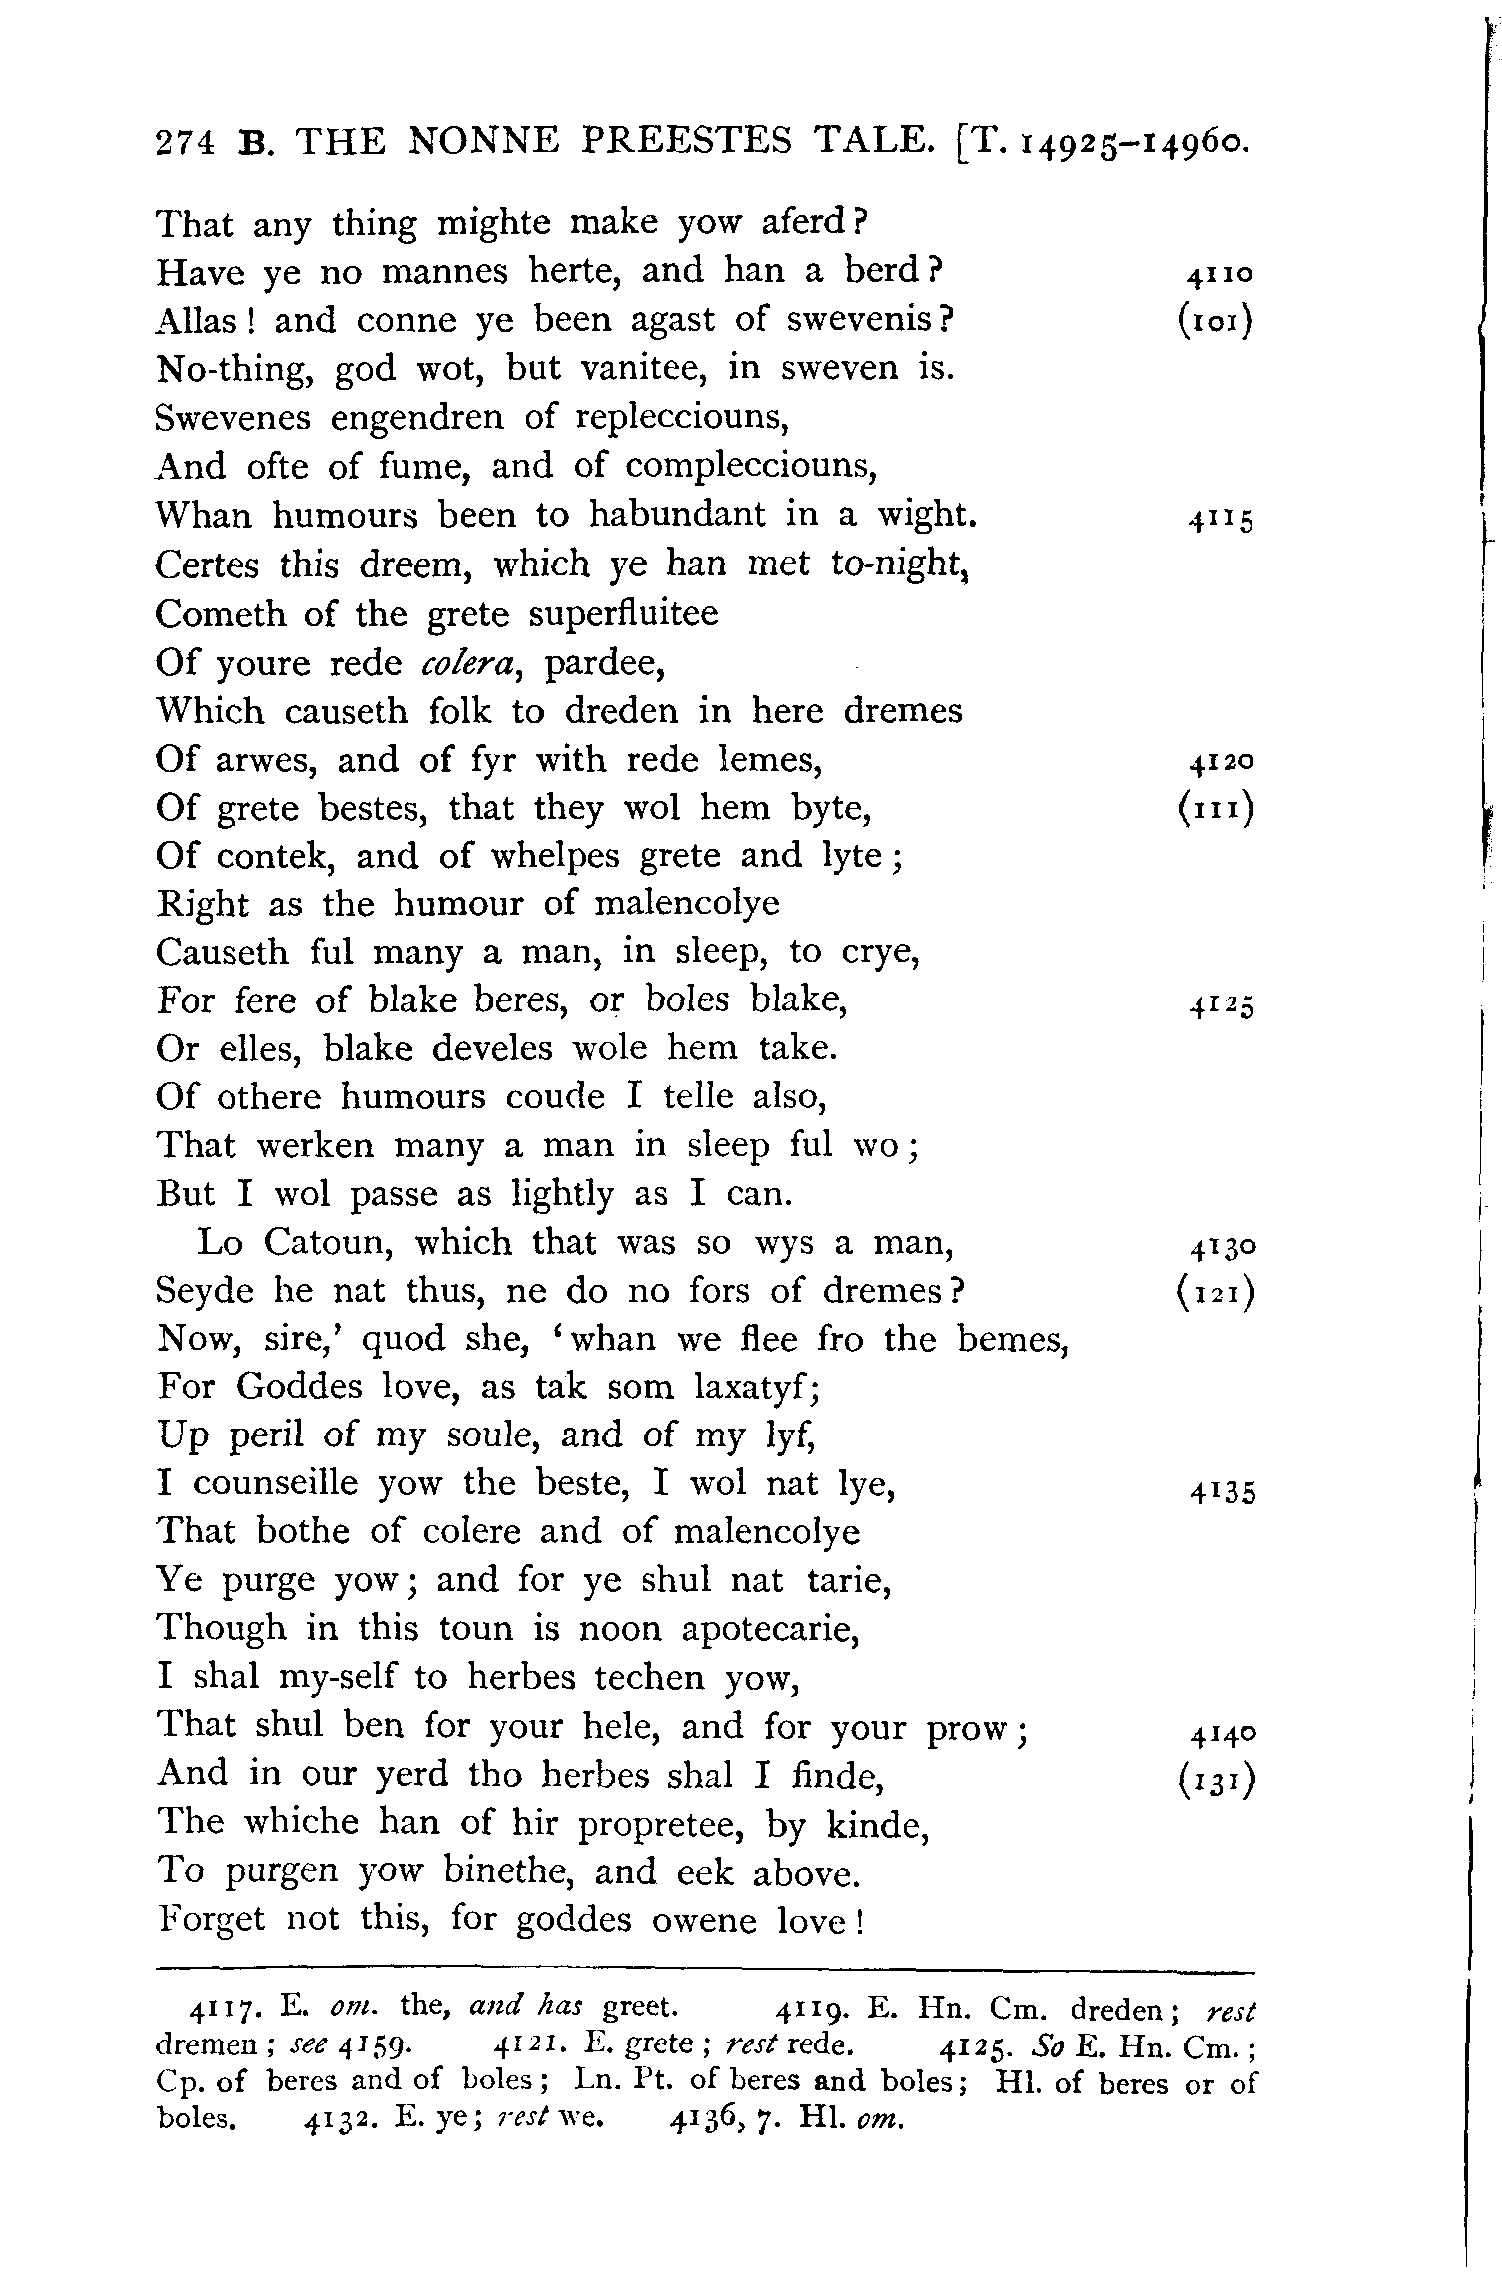 274 B. THE NONNE PREESTES TALE. [T. 14925–14960.
That any thing mighte make yow aferd?
Have ye no mannes herte, and han a berd? 4110
Allas! and conne ye been agast of swevenis? (101)
No-thing, god wot, but vanitee, in sweven is.
Swevenes engendren of replecciouns,
And ofte of fume, and of complecciouns,
Whan humours been to habundant in a wight. 4115
Certes this dreem, which ye han met to-night,
Cometh of the grete superfluitee
Of youre rede colera, pardee,
Which causeth folk to dreden in here dremes
Of arwes, and of fyr with rede lemes, 4120
Of grete bestes, that they wol hem byte, (111)
Of contek, and of whelpes grete and lyte;
Right as the humour of malencolye
Causeth ful many a man, in sleep, to crye,
For fere of blake beres, or boles blake, 4125
Or elles, blake develes wole hem take.
Of othere humours coude I telle also,
That werken many a man in sleep ful wo;
But I wol passe as lightly as I can.
Lo Catoun, which that was so wys a man, 4130
Seyde he nat thus, ne do no fors of dremes? (121)
Now, sire,' quod she, 'whan we flee fro the bemes,
For Goddes love, as tak som laxatyf;
Up peril of my soule, and of my lyf,
I counseille yow the beste, I wol nat lye, 4135
That bothe of colere and of malencolye
Ye purge yow; and for ye shul nat tarie,
Though in this toun is noon apotecarie,
I shal my-self to herbes techen yow,
That shul ben for your hele, and for your prow; 4140
And in our yerd tho herbes shal I finde, (131)
The whiche han of hir propretee, by kinde,
To purgen yow binethe, and eek above.
Forget not this, for goddes owene love!
4117. E. om. the, and has greet. 4119. E. Hn. Cm. dreden; rest
dremen; see 4159. 4121. E. grete; rest rede. 4125. So E. Hn. Cm.;
Cp. of beres and of boles; Ln. Pt. of beres and boles; Hl. of beres or of
boles. 4132. E. ye; rest we. 4136, 7. Hl. om.